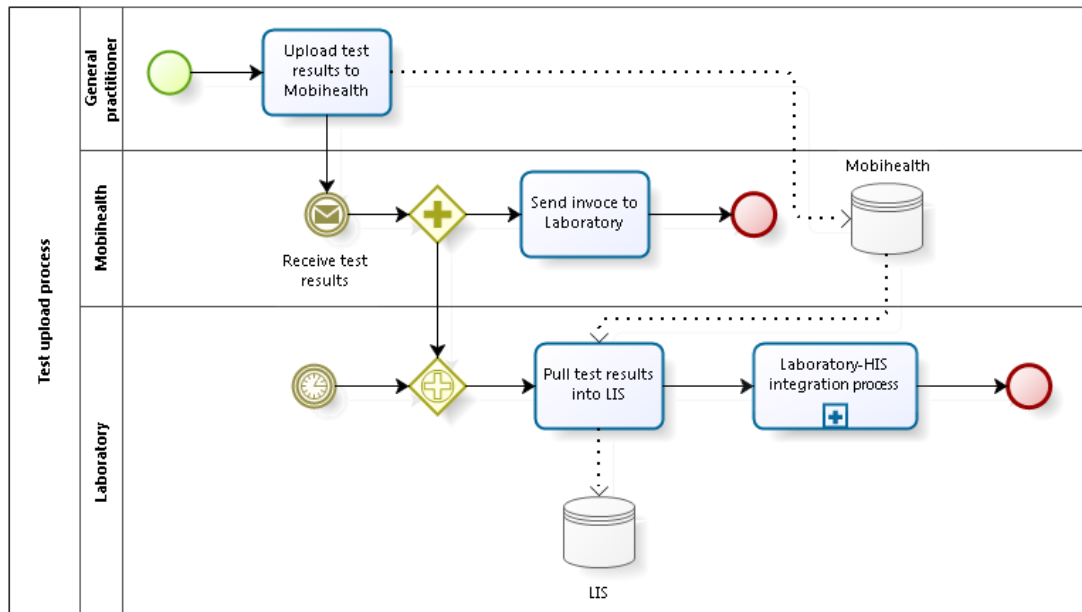 Test upload process
General
practitioner
Upload test
results to
Mobihealth
Mobihealth
Receive test
results
Send invoce to
Laboratory
Mobihealth
Laboratory
Pull test results
into LIS
Laboratory-HIS
integration process
LIS